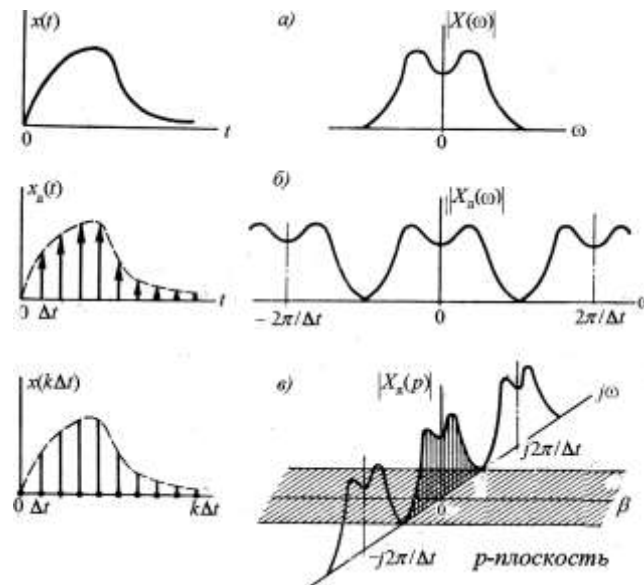 x(t)
а)
|X(ω)|
0
t
0
ω
xд(t)
б)
|Xд(ω)|
0 Δt
t
− 2π/Δt
0
2π/Δt
x(kΔt)
в)
|Xд(p)
jω
j2π/Δt
0 Δt
kΔt
0
β
−j2π/Δt
p-плоскость